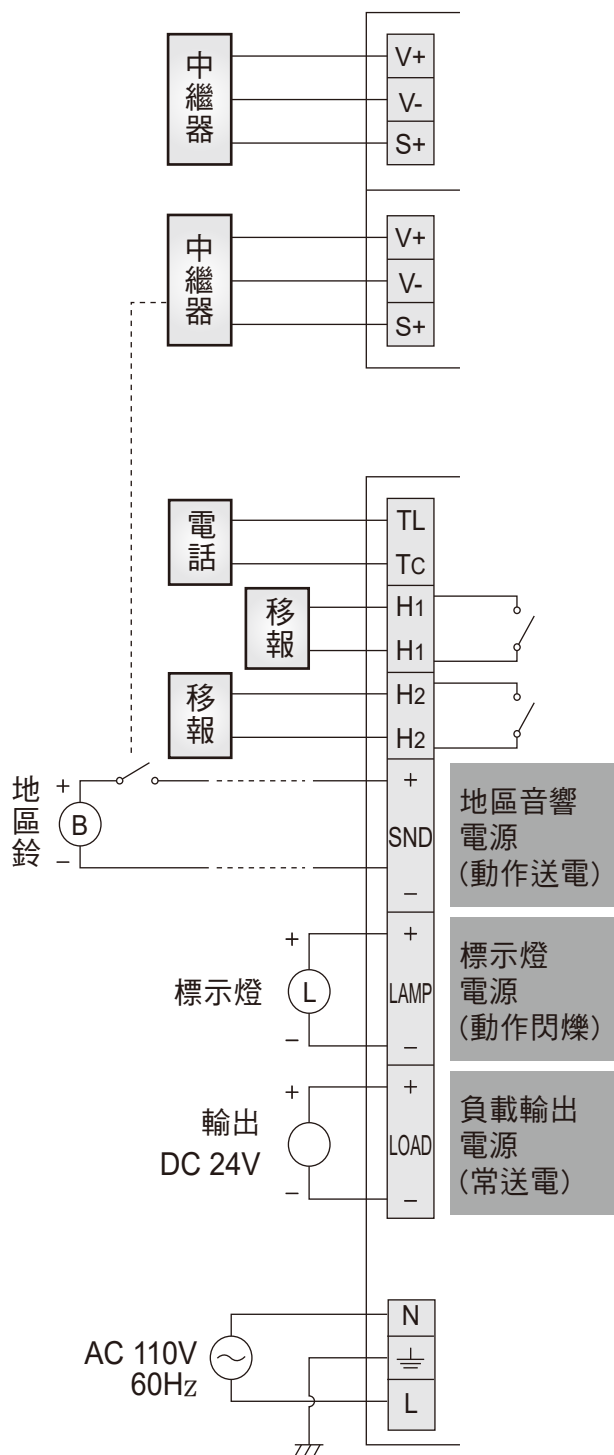 中繼器
V+
V-
S+
中繼器
V+
V-
S+
電話
TL
TC
移報
H1
H1
移報
H2
H2
地區鈴
+
B
−
+
SND
−
地區音響
電源
(動作送電)
標示燈
+
L
−
+
LAMP
−
標示燈
電源
(動作閃爍)
輸出
DC 24V
+
−
+
LOAD
−
負載輸出
電源
(常送電)
AC 110V
60Hz
N
L